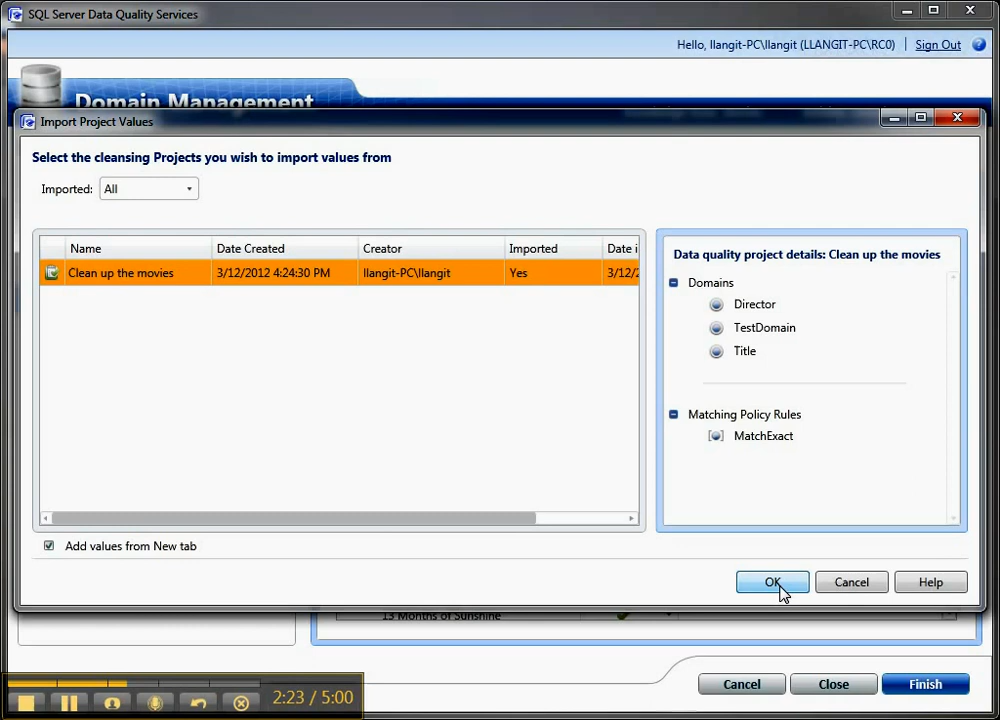 SQL Server Data Quality Services
Hello, llangit-PC\llangit (LLANGIT-PC\RC0) | Sign Out
Domain Management
Import Project Values
Select the cleansing Projects you wish to import values from
Imported: All
Name Date Created Creator Imported Date i
Clean up the movies 3/12/2012 4:24:30 PM llangit-PC\llangit Yes 3/12/2
Data quality project details: Clean up the movies
Domains
Director
TestDomain
Title
Matching Policy Rules
MatchExact
Add values from New tab
OK Cancel Help
13 Months of Sunshine
Cancel Close Finish
2:23 / 5:00